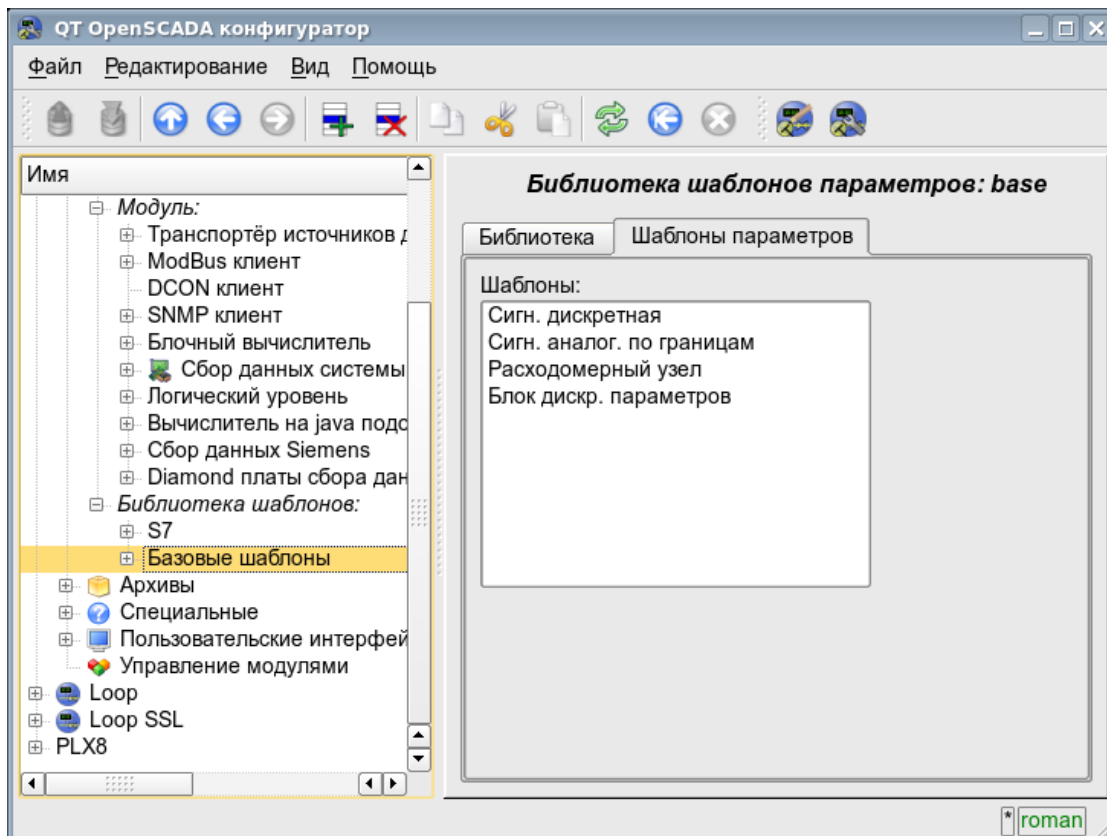 QT OpenSCADA конфигуратор
Файл Редактирование Вид Помощь
Имя
Модуль:
Транспортёр источников д
ModBus клиент
DCON клиент
SNMP клиент
Блочный вычислитель
Сбор данных системы
Логический уровень
Вычислитель на java подо
Сбор данных Siemens
Diamond платы сбора дан
Библиотека шаблонов:
S7
Базовые шаблоны
Архивы
Специальные
Пользовательские интерфей
Управление модулями
Loop
Loop SSL
PLX8
Библиотека шаблонов параметров: base
Библиотека Шаблоны параметров
Шаблоны:
Сигн. дискретная
Сигн. аналог. по границам
Расходомерный узел
Блок дискр. параметров
* roman